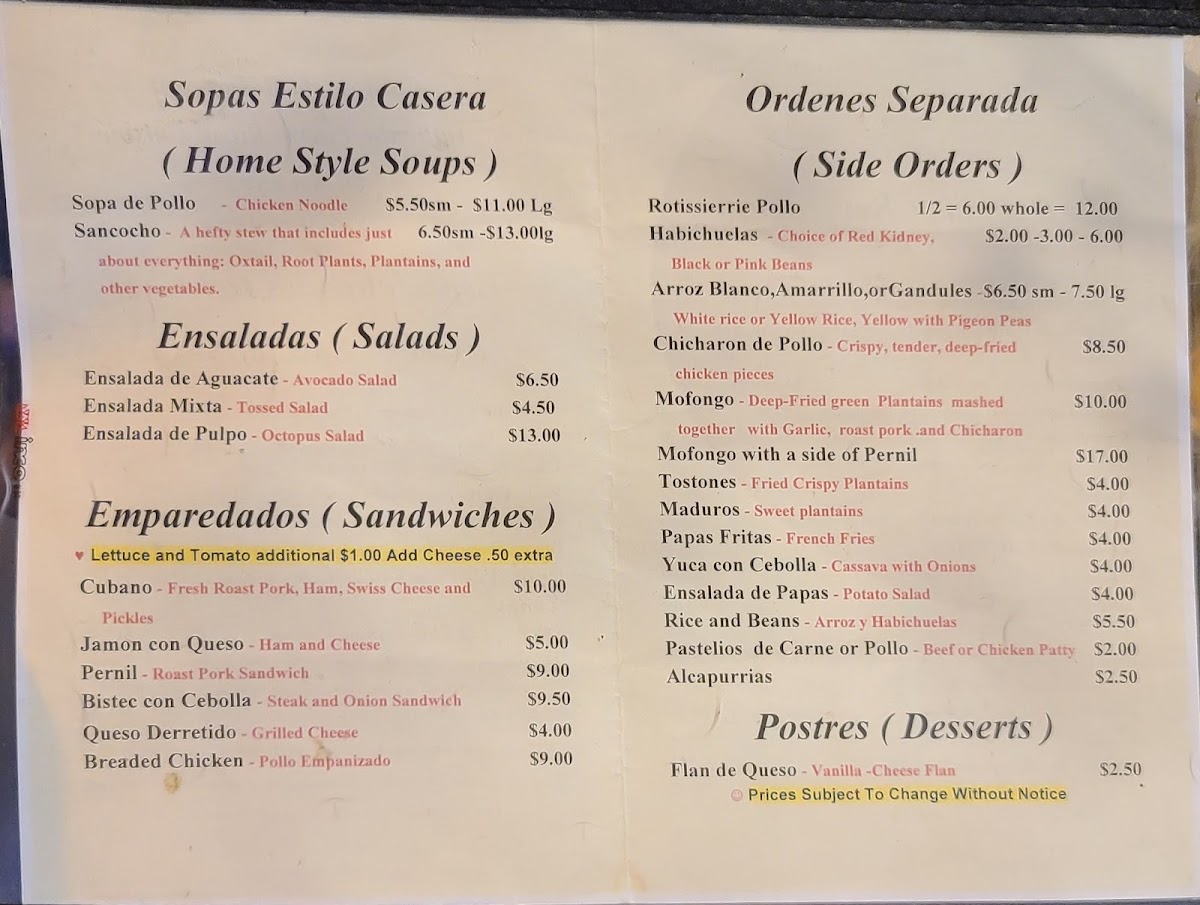 Sopas Estilo Casera
( Home Style Soups )
Sopa de Pollo - Chicken Noodle $5.50sm - $11.00 Lg
Sancocho - A hefty stew that includes just 6.50sm -$13.00lg
about everything: Oxtail, Root Plants, Plantains, and
other vegetables.
Ensaladas ( Salads )
Ensalada de Aguacate - Avocado Salad $6.50
Ensalada Mixta - Tossed Salad $4.50
Ensalada de Pulpo - Octopus Salad $13.00
Emparedados ( Sandwiches )
♥ Lettuce and Tomato additional $1.00 Add Cheese .50 extra
Cubano - Fresh Roast Pork, Ham, Swiss Cheese and $10.00
Pickles
Jamon con Queso - Ham and Cheese $5.00
Pernil - Roast Pork Sandwich $9.00
Bistec con Cebolla - Steak and Onion Sandwich $9.50
Queso Derretido - Grilled Cheese $4.00
Breaded Chicken - Pollo Empanizado $9.00
Ordenes Separada
( Side Orders )
Rotissierrie Pollo 1/2 = 6.00 whole = 12.00
Habichuelas - Choice of Red Kidney, $2.00 -3.00 - 6.00
Black or Pink Beans
Arroz Blanco,Amarrillo,orGandules -$6.50 sm - 7.50 lg
White rice or Yellow Rice, Yellow with Pigeon Peas
Chicharon de Pollo - Crispy, tender, deep-fried $8.50
chicken pieces
Mofongo - Deep-Fried green Plantains mashed $10.00
together with Garlic, roast pork .and Chicharon
Mofongo with a side of Pernil $17.00
Tostones - Fried Crispy Plantains $4.00
Maduros - Sweet plantains $4.00
Papas Fritas - French Fries $4.00
Yuca con Cebolla - Cassava with Onions $4.00
Ensalada de Papas - Potato Salad $4.00
Rice and Beans - Arroz y Habichuelas $5.50
Pastelios de Carne or Pollo - Beef or Chicken Patty $2.00
Alcapurrias $2.50
Postres ( Desserts )
Flan de Queso - Vanilla -Cheese Flan $2.50
☺ Prices Subject To Change Without Notice